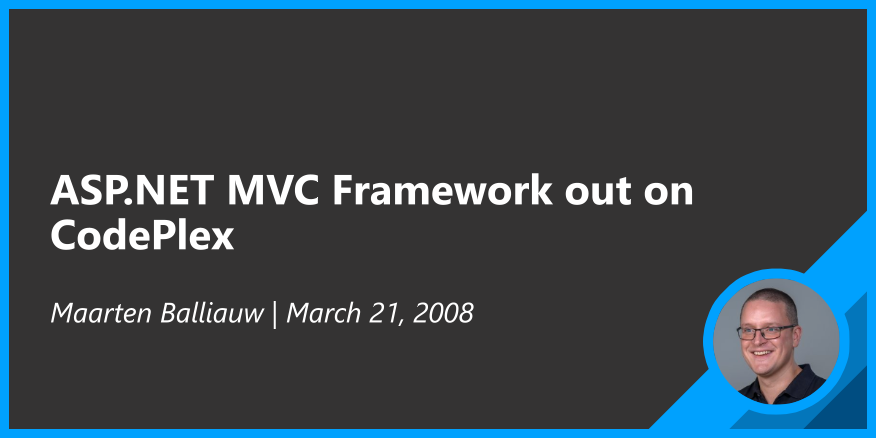 ASP.NET MVC Framework out on
CodePlex
Maarten Balliauw | March 21, 2008